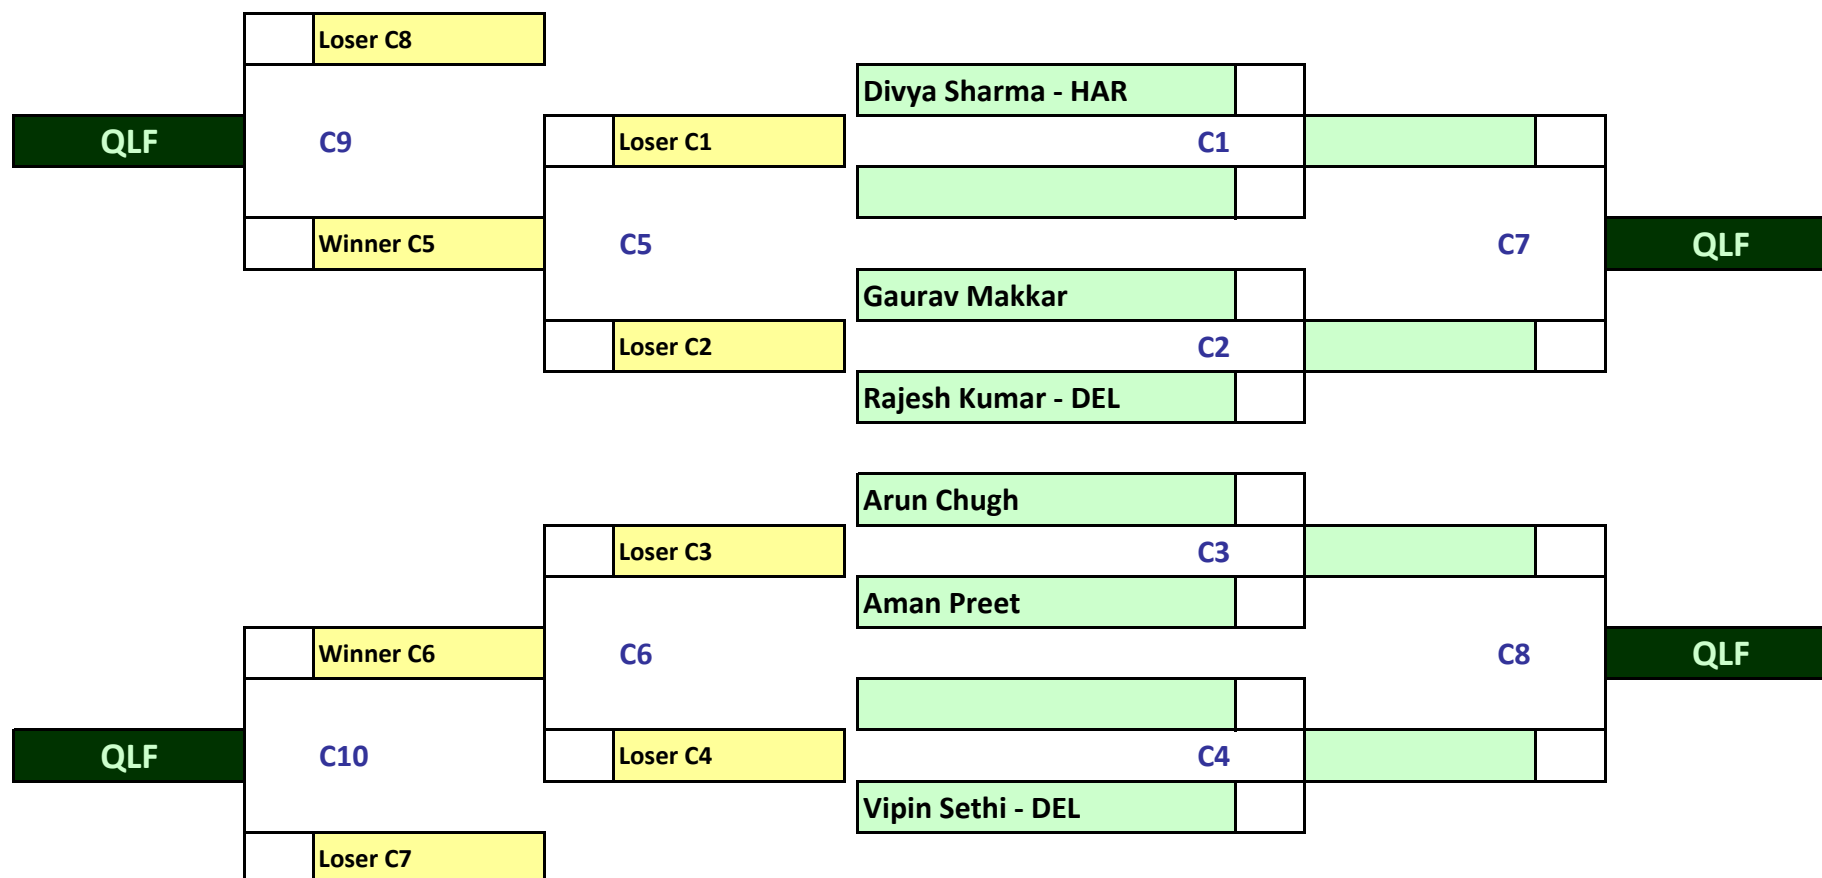 Loser C8
Divya Sharma - HAR
QLF
C9
Loser C1
C1
Winner C5
C5
C7
QLF
Gaurav Makkar
Loser C2
C2
Rajesh Kumar - DEL
Arun Chugh
Loser C3
C3
Aman Preet
Winner C6
C6
C8
QLF
QLF
C10
Loser C4
C4
Vipin Sethi - DEL
Loser C7